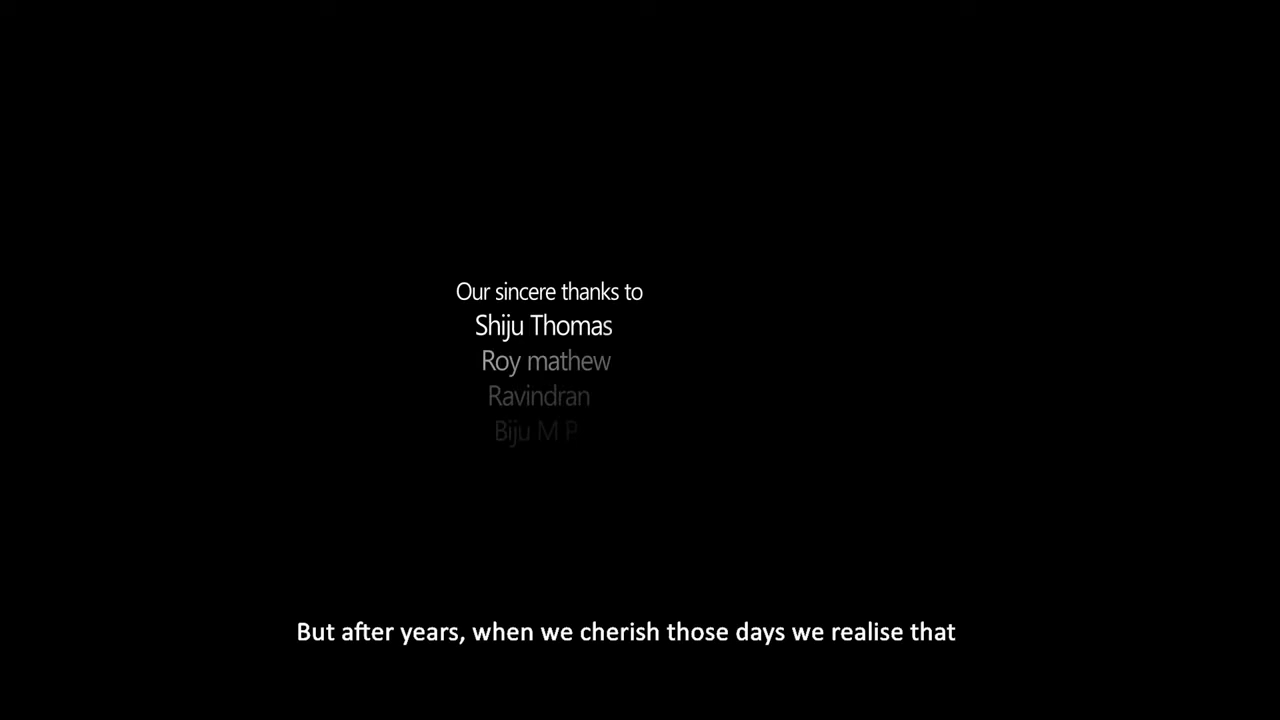 Our sincere thanks to
Shiju Thomas
Roy mathew
Ravindran
Biju M P
But after years, when we cherish those days we realise that